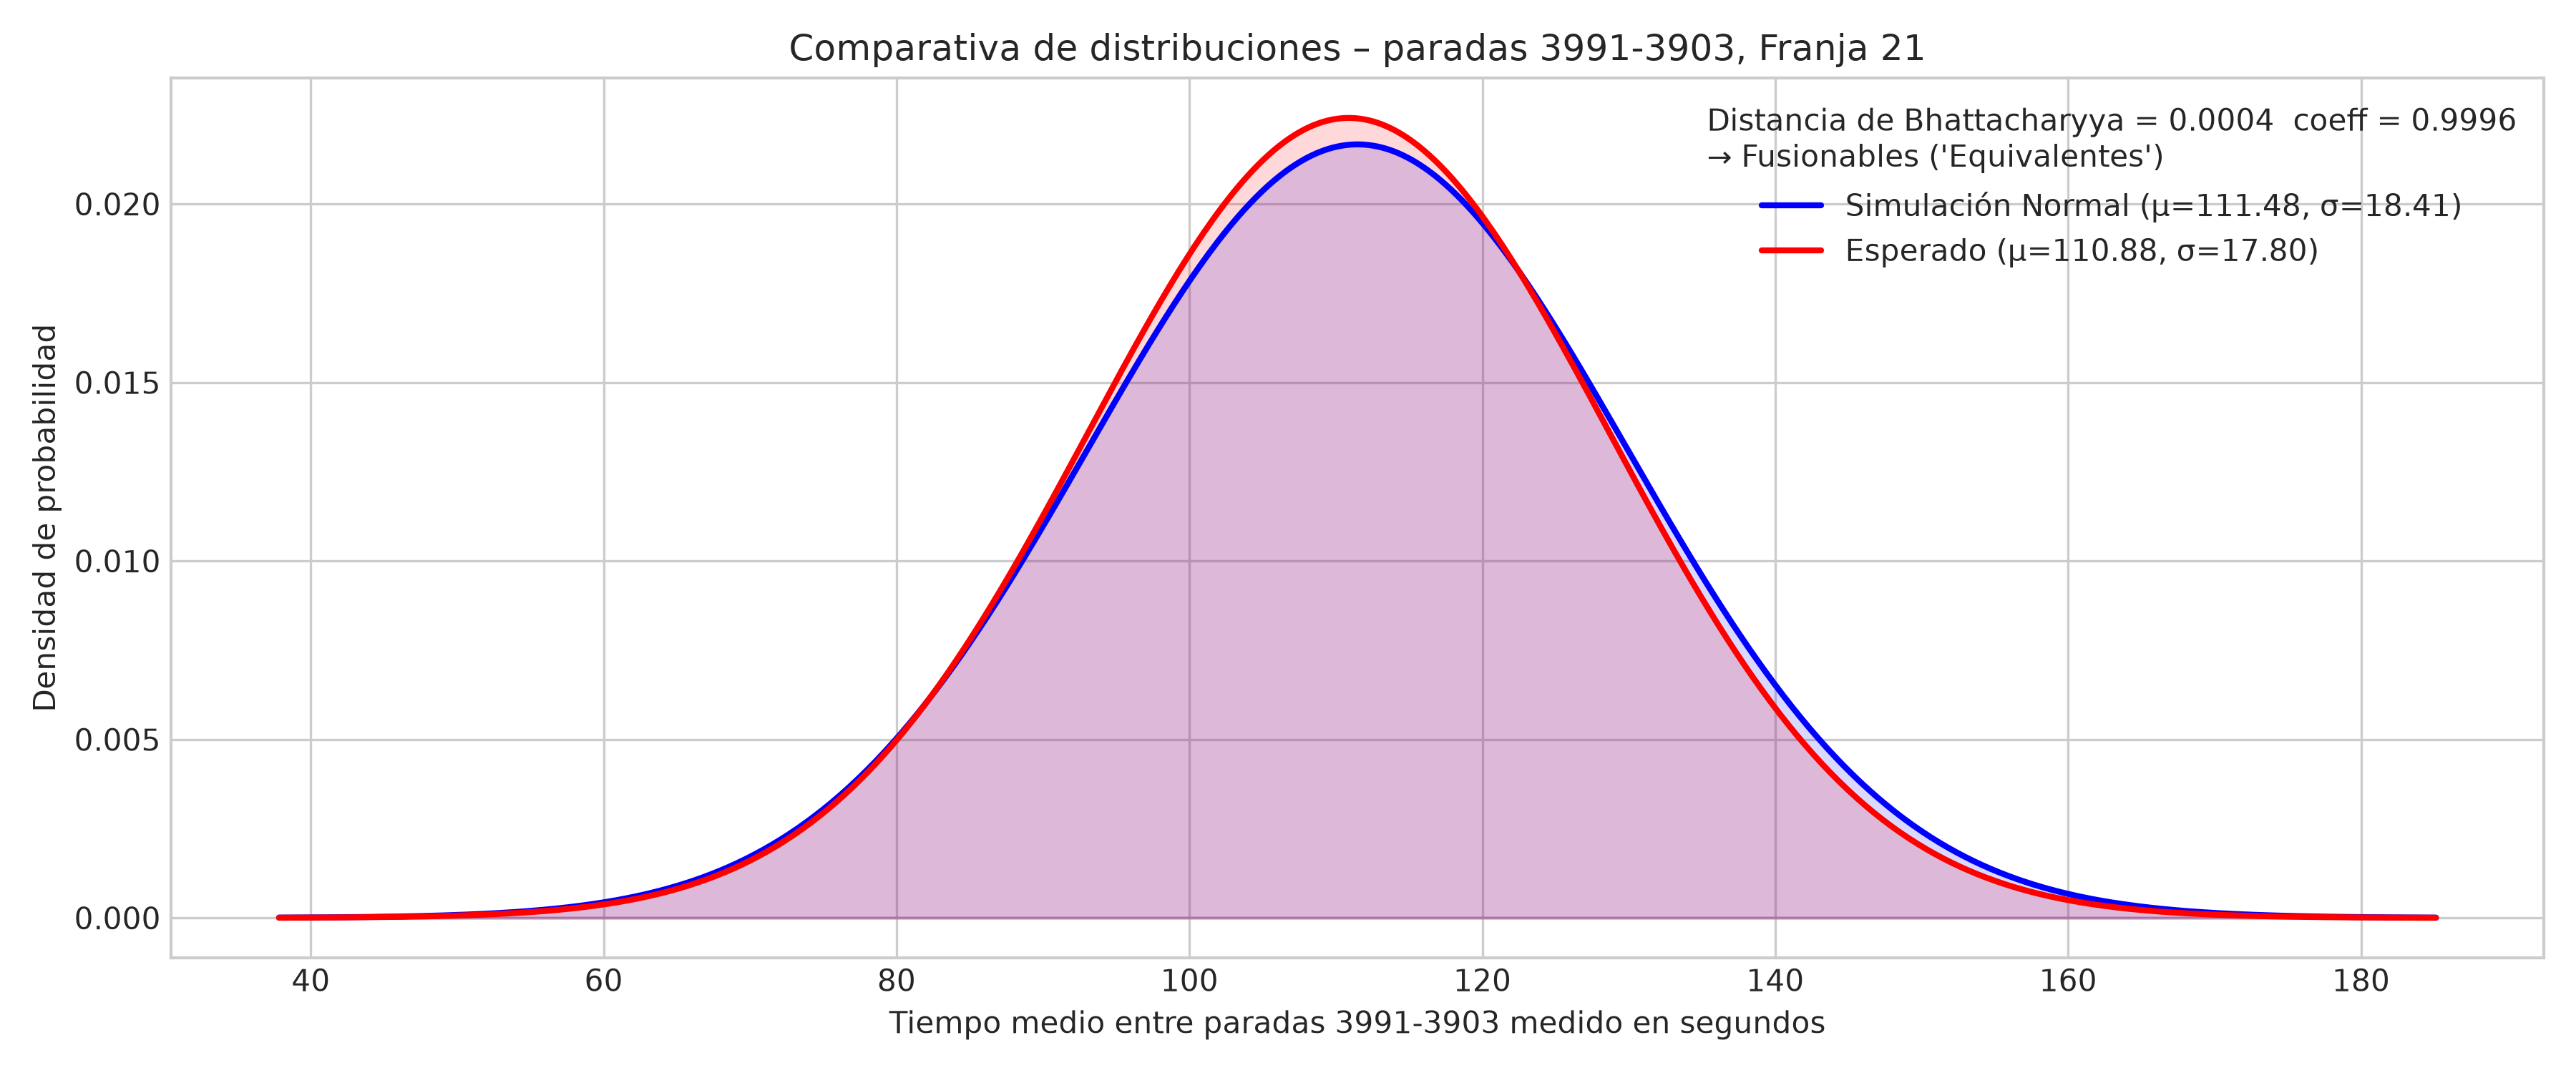 Comparativa de distribuciones – paradas 3991-3903, Franja 21
Distancia de Bhattacharyya = 0.0004  coeff = 0.9996
→ Fusionables ('Equivalentes')
Simulación Normal (μ=111.48, σ=18.41)
Esperado (μ=110.88, σ=17.80)
Densidad de probabilidad
0.020
0.015
0.010
0.005
0.000
40 60 80 100 120 140 160 180
Tiempo medio entre paradas 3991-3903 medido en segundos